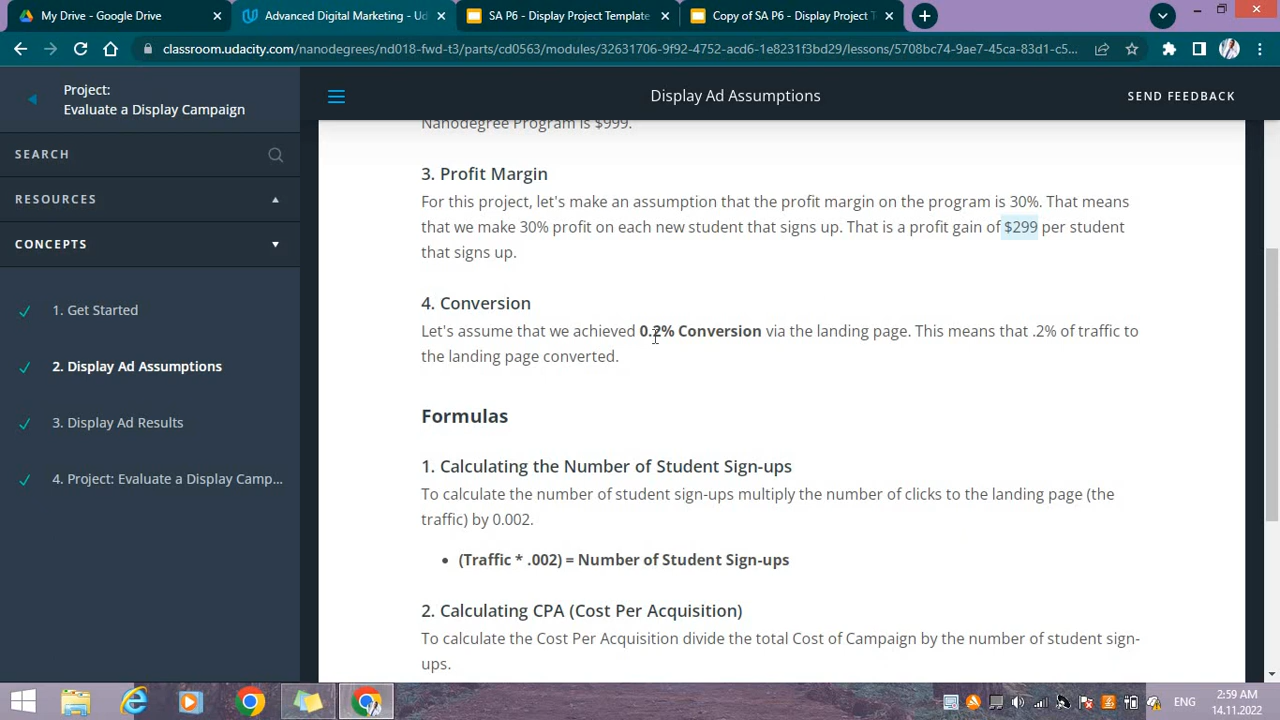 My Drive - Google Drive
Advanced Digital Marketing - Ud
SA P6 - Display Project Template
Copy of SA P6 - Display Project T
classroom.udacity.com/nanodegrees/nd018-fwd-t3/parts/cd0563/modules/32631706-9f92-4752-acd6-1e8231f3bd29/lessons/5708bc74-9ae7-45ca-83d1-c5...
Project:
Evaluate a Display Campaign
SEARCH
RESOURCES
CONCEPTS
1. Get Started
2. Display Ad Assumptions
3. Display Ad Results
4. Project: Evaluate a Display Camp...
Display Ad Assumptions
SEND FEEDBACK
Nanodegree Program is $999.
3. Profit Margin
For this project, let's make an assumption that the profit margin on the program is 30%. That means
that we make 30% profit on each new student that signs up. That is a profit gain of $299 per student
that signs up.
4. Conversion
Let's assume that we achieved 0.2% Conversion via the landing page. This means that .2% of traffic to
the landing page converted.
Formulas
1. Calculating the Number of Student Sign-ups
To calculate the number of student sign-ups multiply the number of clicks to the landing page (the
traffic) by 0.002.
• (Traffic * .002) = Number of Student Sign-ups
2. Calculating CPA (Cost Per Acquisition)
To calculate the Cost Per Acquisition divide the total Cost of Campaign by the number of student sign-
ups.
ENG
2:59 AM
14.11.2022